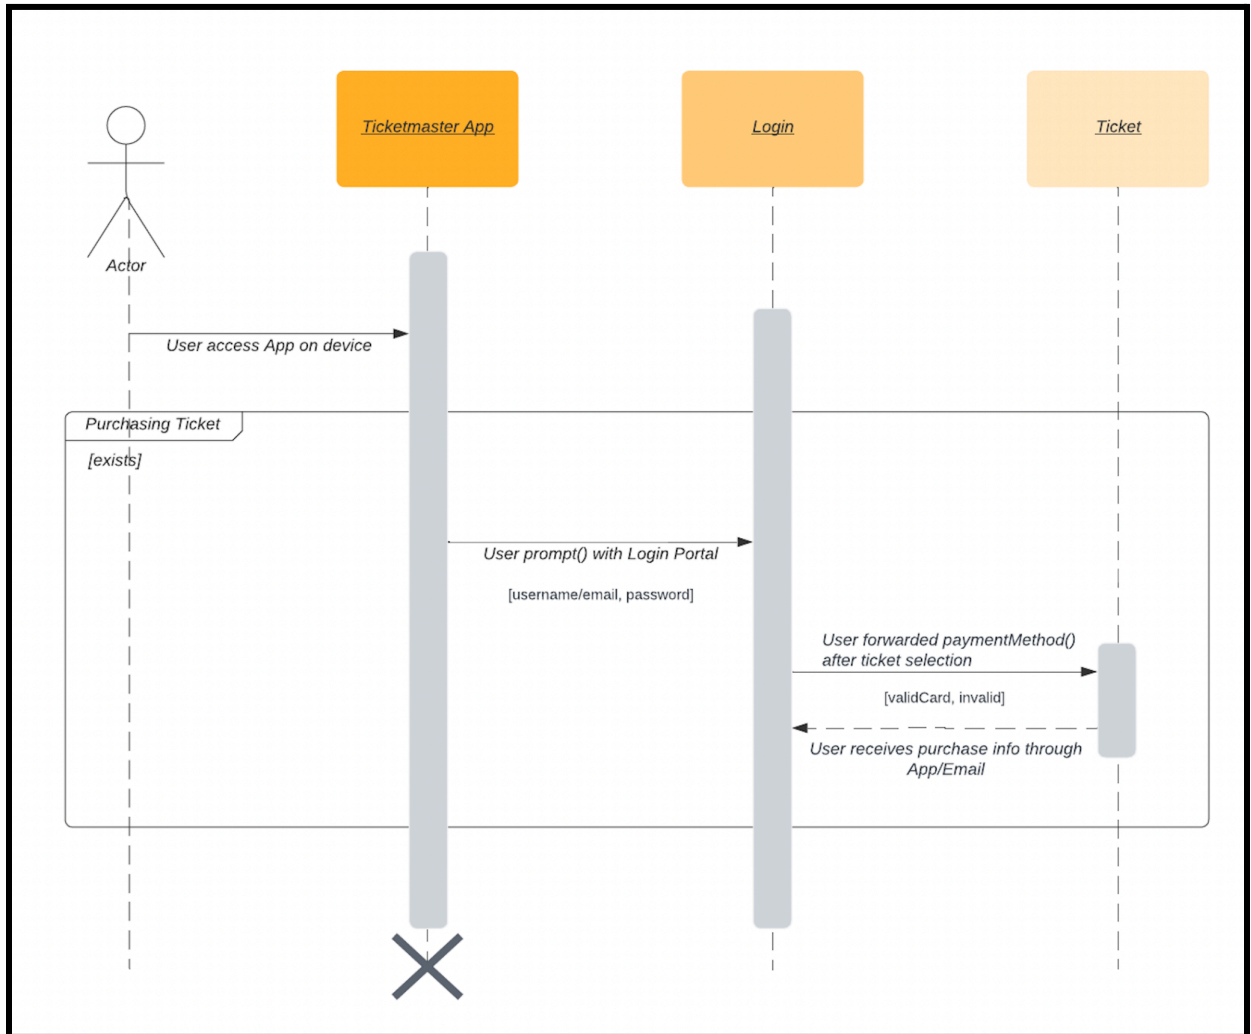 Ticketmaster App
Login
Ticket
Actor
User access App on device
Purchasing Ticket
[exists]
User prompt() with Login Portal
[username/email, password]
User forwarded paymentMethod()
after ticket selection
[validCard, invalid]
User receives purchase info through
App/Email